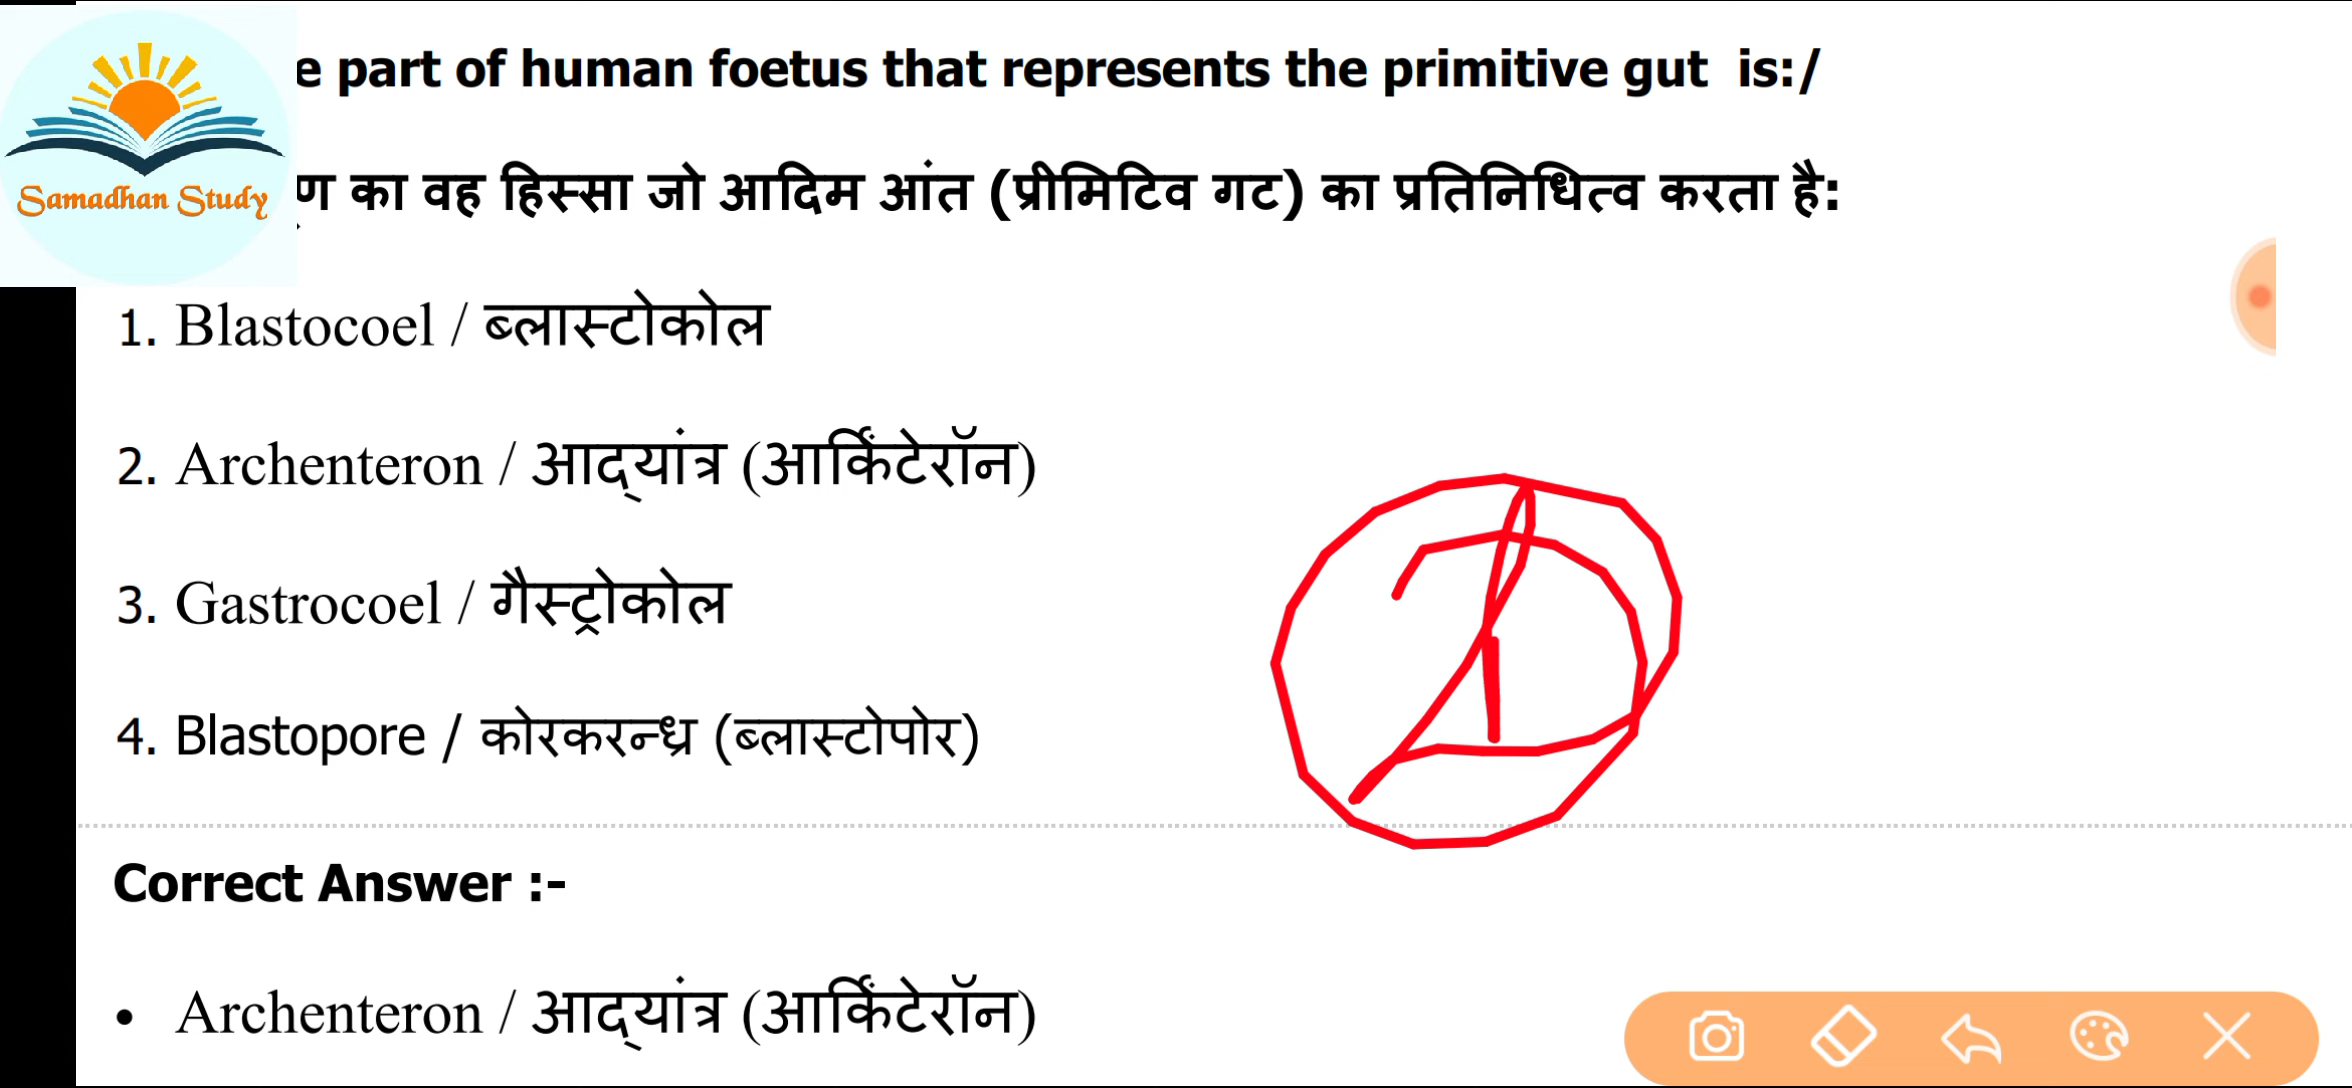 e part of human foetus that represents the primitive gut is:/
Samadhan Study
ण का वह हिस्सा जो आदिम आंत (प्रीमिटिव गट) का प्रतिनिधित्व करता है:
1. Blastocoel / ब्लास्टोकोल
2. Archenteron / आद्यांत्र (आर्किंटेरॉन)
3. Gastrocoel / गैस्ट्रोकोल
4. Blastopore / कोरकरन्ध्र (ब्लास्टोपोर)
Correct Answer :-
• Archenteron / आद्यांत्र (आर्किंटेरॉन)